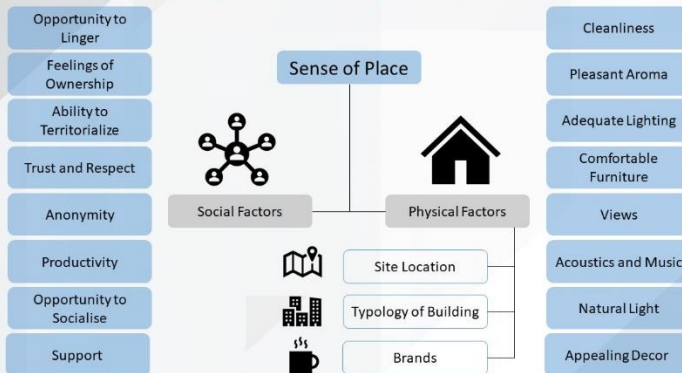 Opportunity to
Linger
Feelings of
Ownership
Ability to
Territorialize
Trust and Respect
Anonymity
Productivity
Opportunity to
Socialise
Support
Sense of Place
Social Factors
Physical Factors
Site Location
Typology of Building
Brands
Cleanliness
Pleasant Aroma
Adequate Lighting
Comfortable
Furniture
Views
Acoustics and Music
Natural Light
Appealing Decor